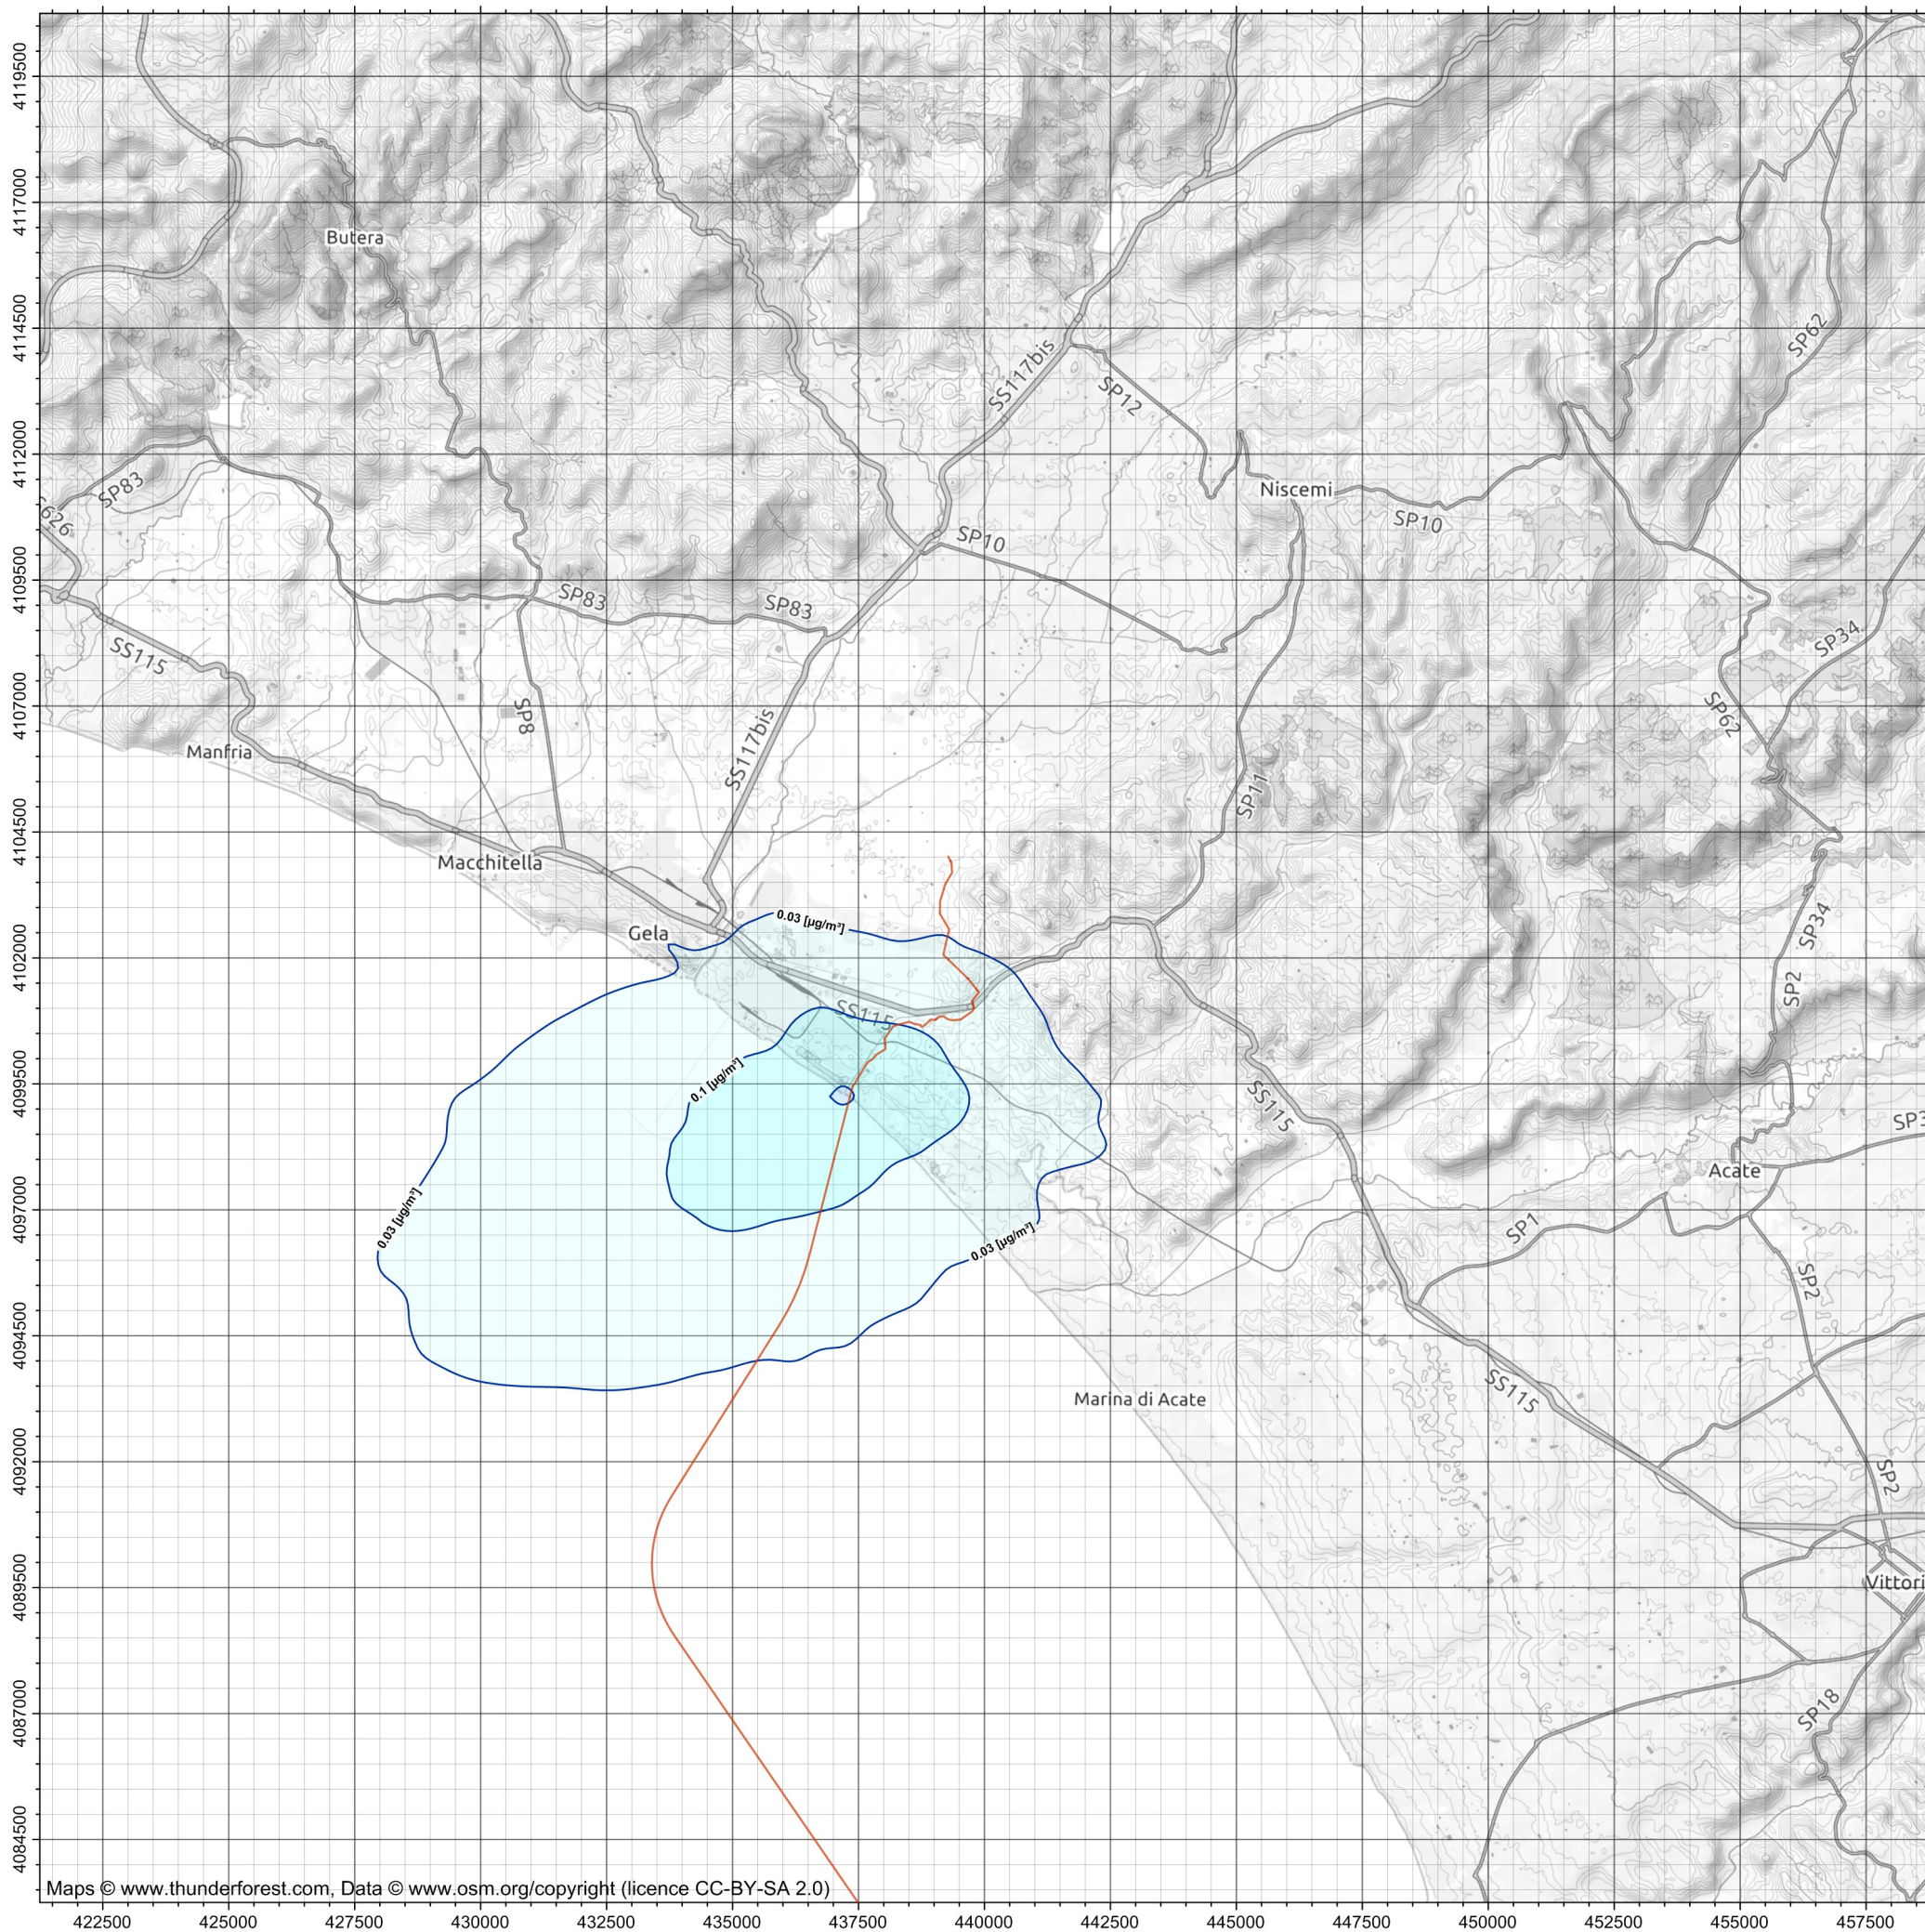 4119500
4117000
Butera
4114500
SP62
SS117bis
SP12
4112000
SP83
Niscemi
626
SP10
SP10
4109500
SP83
SP83
SP34
SS115
4107000
SP8
SP62
SS117bis
Manfria
SP11
4104500
Macchitella
0.03 [µg/m³]
SP34
Gela
4102000
SP2
SS115
4099500
0.1 [µg/m³]
SS115
SP3
Acate
4097000
0.03 [µg/m³]
SP1
0.03 [µg/m³]
SP2
4094500
SS115
Marina di Acate
4092000
SP2
4089500
Vittori
4087000
SP18
4084500
Maps © www.thunderforest.com, Data © www.osm.org/copyright (licence CC-BY-SA 2.0)
422500 425000 427500 430000 432500 435000 437500 440000 442500 445000 447500 450000 452500 455000 457500